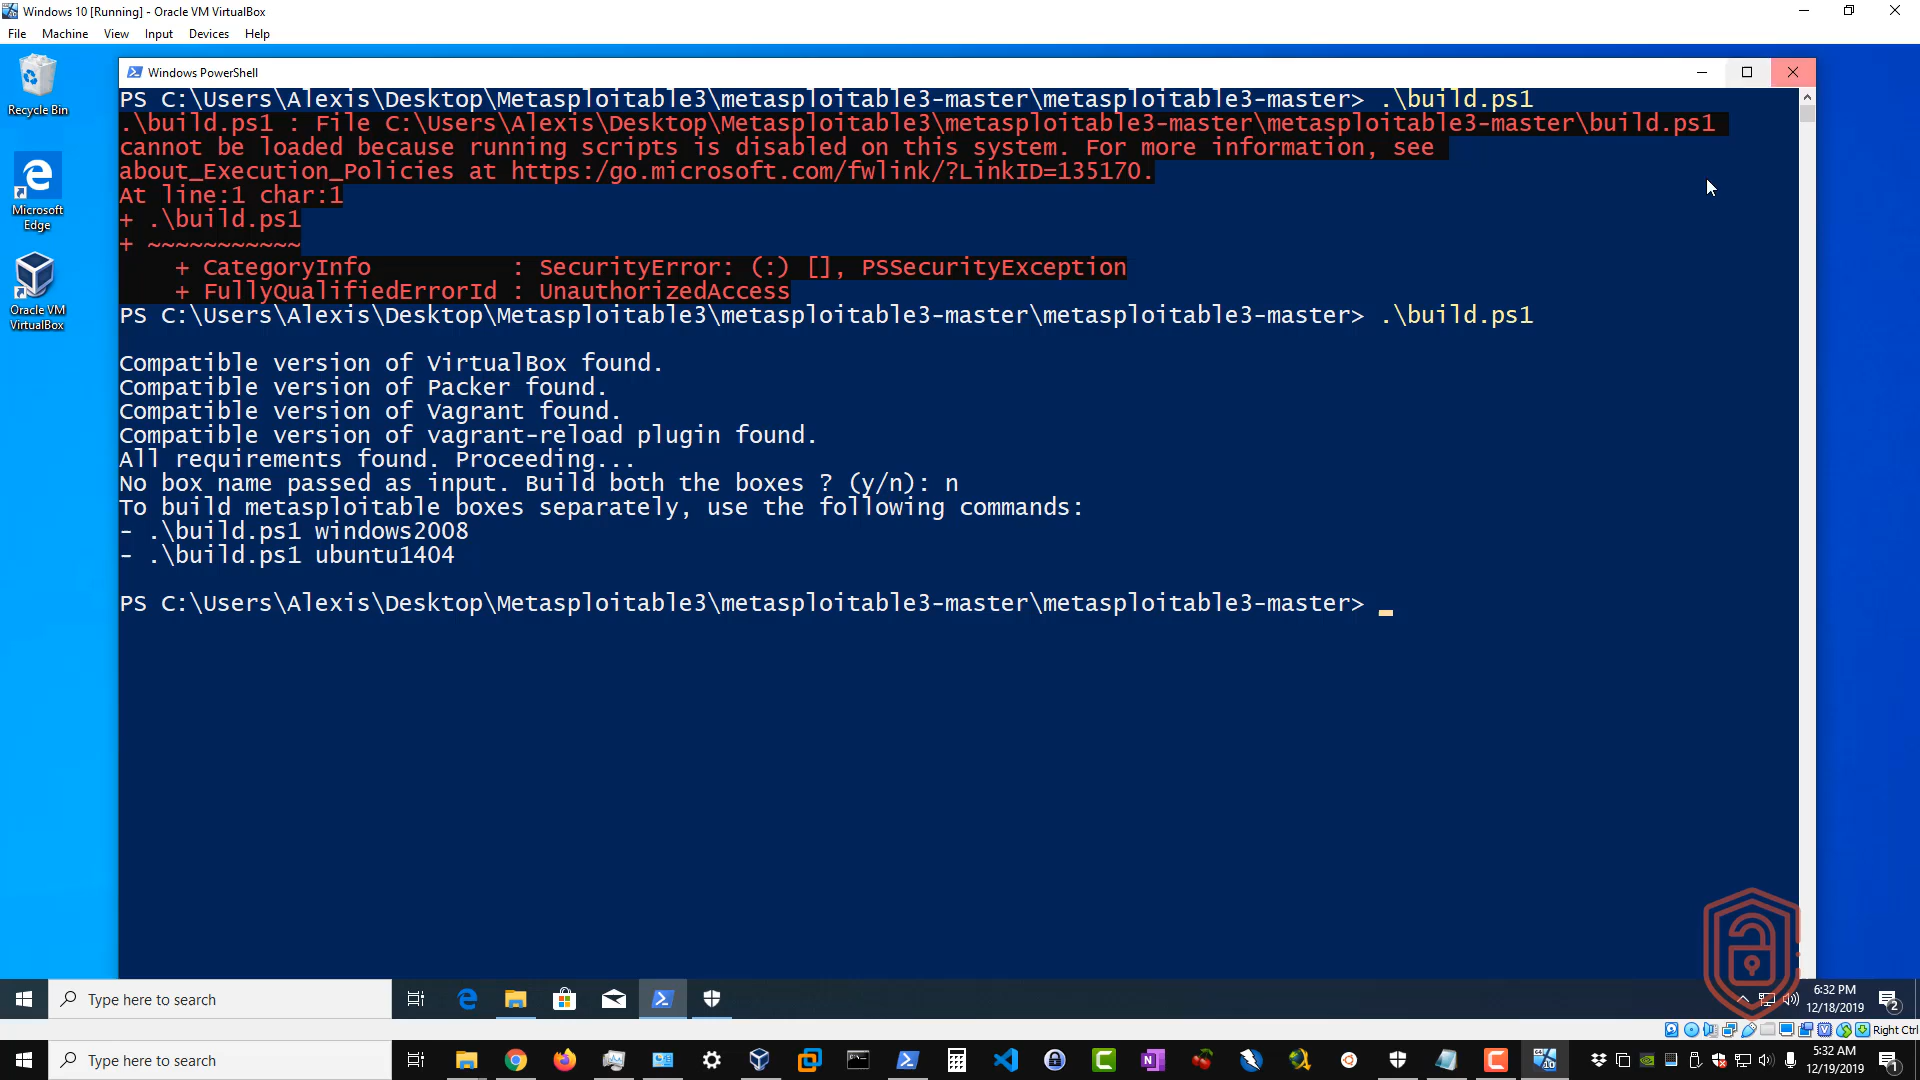 Windows 10 [Running] - Oracle VM VirtualBox
File Machine View Input Devices Help
Recycle Bin
Microsoft
Edge
Oracle VM
VirtualBox
Windows PowerShell
PS C:\Users\Alexis\Desktop\Metasploitable3\metasploitable3-master\metasploitable3-master> .\build.ps1
.\build.ps1 : File C:\Users\Alexis\Desktop\Metasploitable3\metasploitable3-master\metasploitable3-master\build.ps1
cannot be loaded because running scripts is disabled on this system. For more information, see
about_Execution_Policies at https:/go.microsoft.com/fwlink/?LinkID=135170.
At line:1 char:1
+ .\build.ps1
+ ~~~~~~~~~~~
+ CategoryInfo : SecurityError: (:) [], PSSecurityException
+ FullyQualifiedErrorId : UnauthorizedAccess
PS C:\Users\Alexis\Desktop\Metasploitable3\metasploitable3-master\metasploitable3-master> .\build.ps1
Compatible version of VirtualBox found.
Compatible version of Packer found.
Compatible version of Vagrant found.
Compatible version of vagrant-reload plugin found.
All requirements found. Proceeding...
No box name passed as input. Build both the boxes ? (y/n): n
To build metasploitable boxes separately, use the following commands:
- .\build.ps1 windows2008
- .\build.ps1 ubuntu1404
PS C:\Users\Alexis\Desktop\Metasploitable3\metasploitable3-master\metasploitable3-master>
Type here to search
6:32 PM
12/18/2019
2
Right Ctrl
Type here to search
5:32 AM
12/19/2019
1